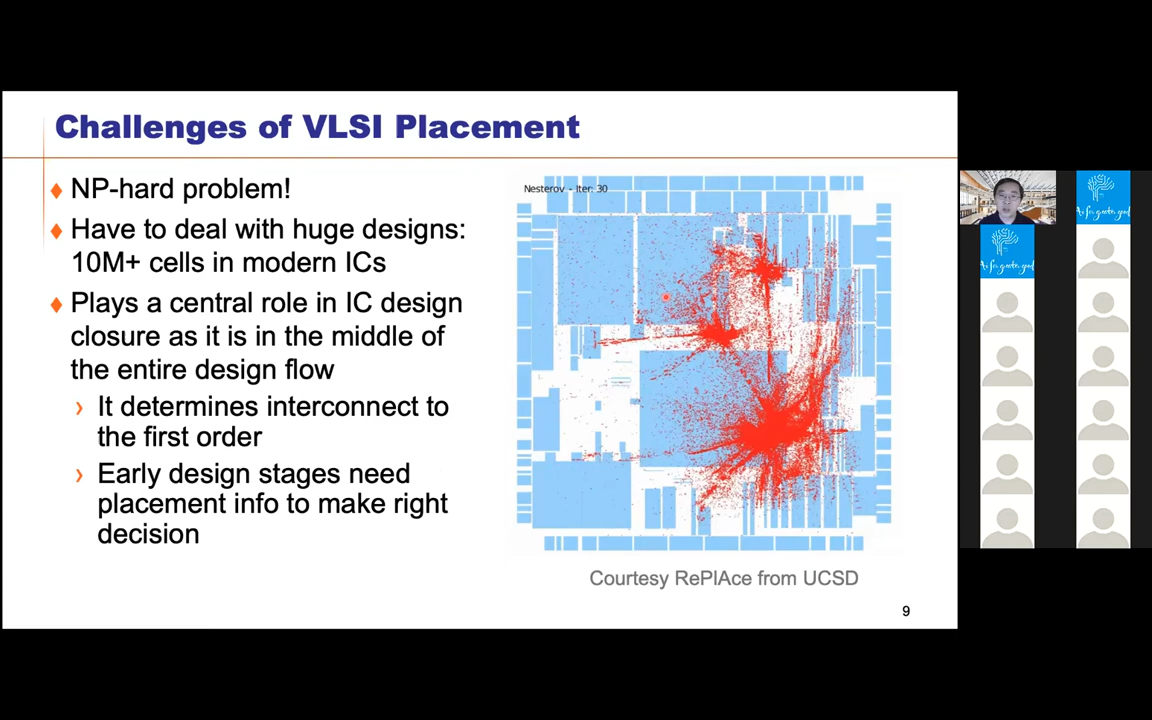 Challenges of VLSI Placement
NP-hard problem!
Have to deal with huge designs:
10M+ cells in modern ICs
Plays a central role in IC design
closure as it is in the middle of
the entire design flow
› It determines interconnect to
the first order
› Early design stages need
placement info to make right
decision
Nesterov - Iter: 30
Courtesy RePlAce from UCSD
9